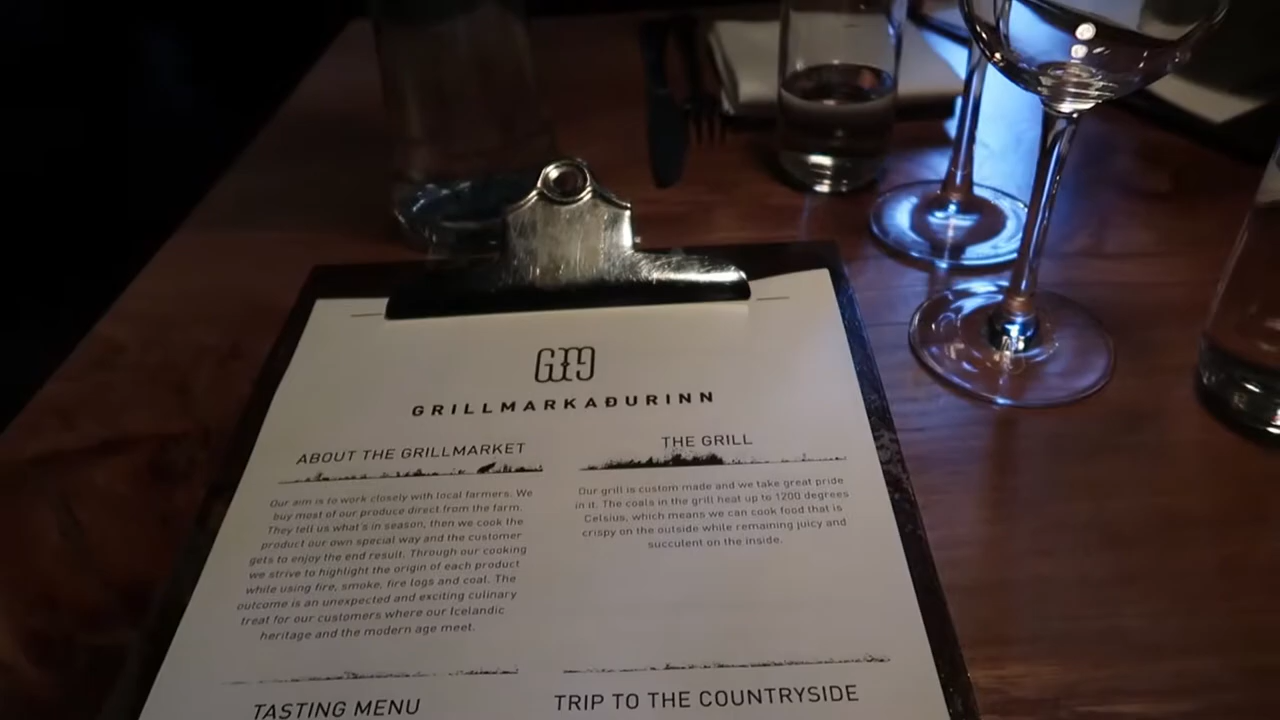 GM
GRILLMARKAÐURINN
ABOUT THE GRILLMARKET
Our aim is to work closely with local farmers. We
buy most of our produce direct from the farm.
They tell us what's in season, then we cook the
product our own special way and the customer
gets to enjoy the end result. Through our cooking
we strive to highlight the origin of each product
while using fire, smoke, fire logs and coal. The
outcome is an unexpected and exciting culinary
treat for our customers where our Icelandic
heritage and the modern age meet.
THE GRILL
Our grill is custom made and we take great pride
in it. The coals in the grill heat up to 1200 degrees
Celsius, which means we can cook food that is
crispy on the outside while remaining juicy and
succulent on the inside.
TASTING MENU
TRIP TO THE COUNTRYSIDE